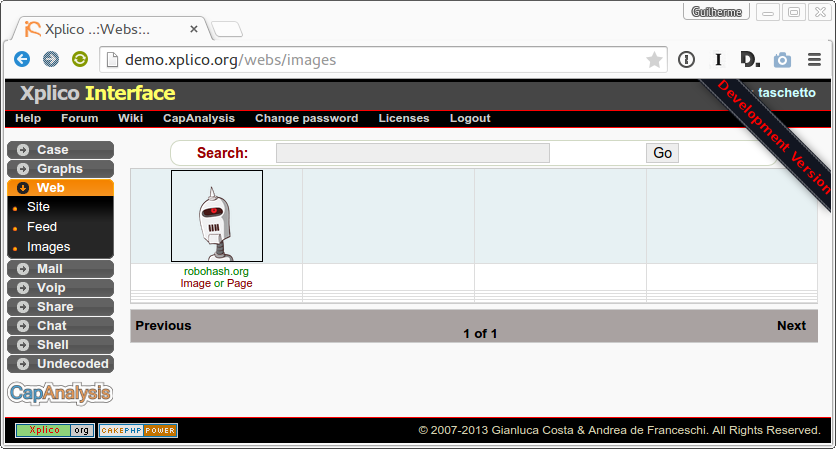 Guilherme
Xplico ..:Webs:..
demo.xplico.org/webs/images
Xplico Interface
: taschetto
Development Version
Help Forum Wiki CapAnalysis Change password Licenses Logout
Case
Graphs
Web
Site
Feed
Images
Mail
Voip
Share
Chat
Shell
Undecoded
CapAnalysis
Search: Go
robohash.org
Image or Page
Previous 1 of 1 Next
Xplico org CAKEPHP POWER
© 2007-2013 Gianluca Costa & Andrea de Franceschi. All Rights Reserved.